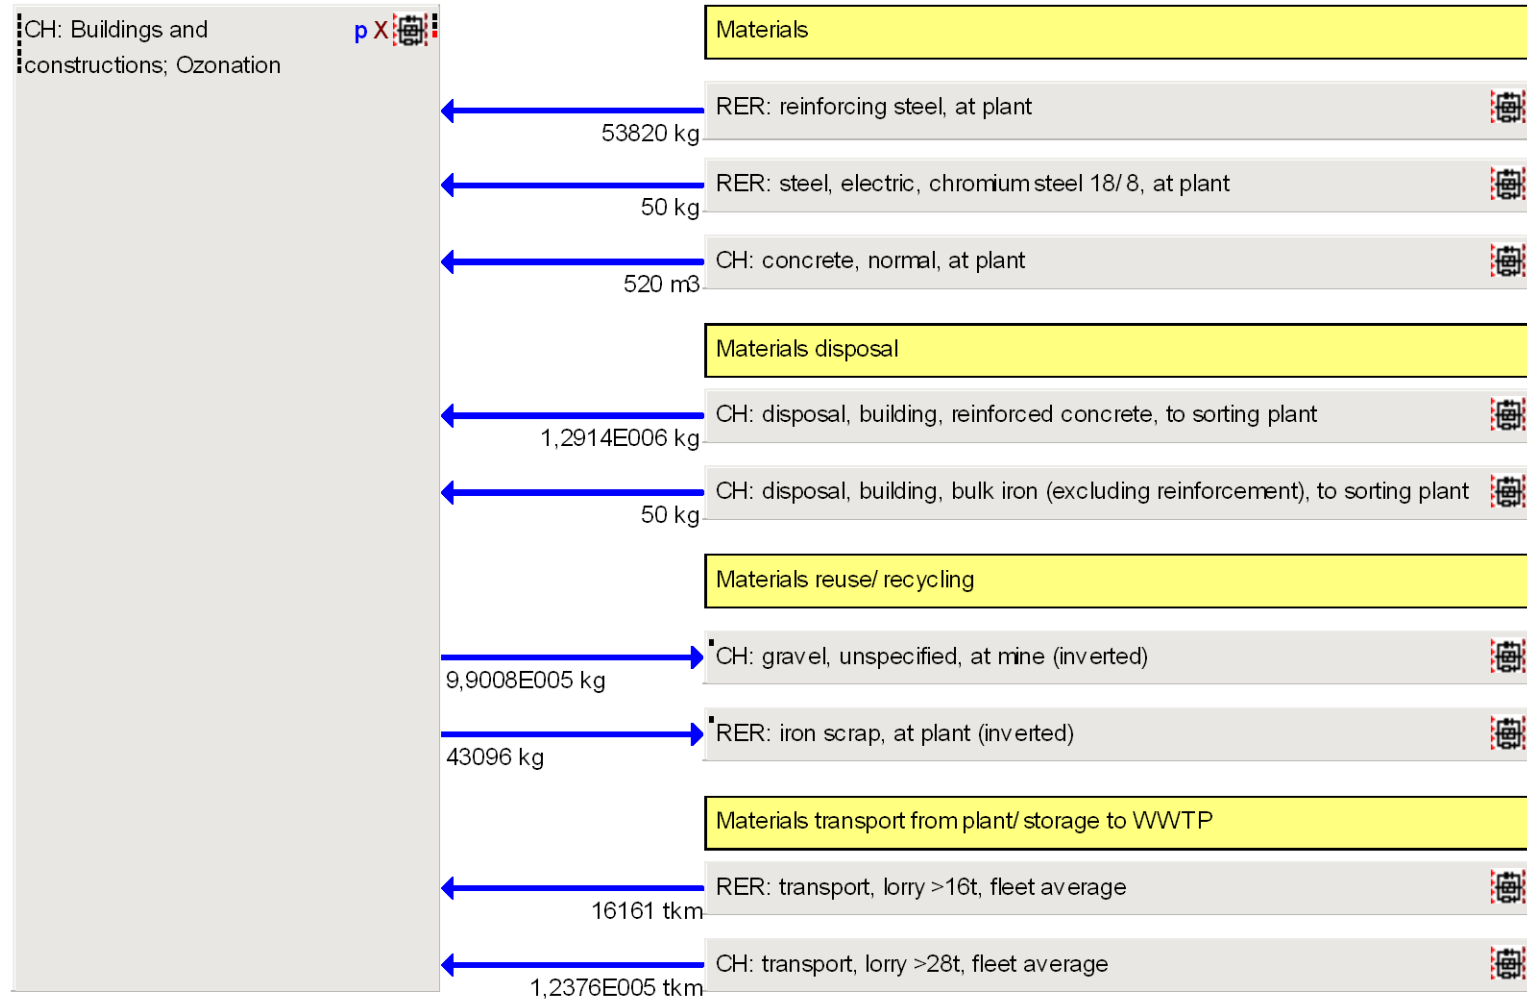 CH: Buildings and
constructions; Ozonation
p X
Materials
RER: reinforcing steel, at plant
53820 kg
RER: steel, electric, chromium steel 18/8, at plant
50 kg
CH: concrete, normal, at plant
520 m3
Materials disposal
CH: disposal, building, reinforced concrete, to sorting plant
1,2914E006 kg
CH: disposal, building, bulk iron (excluding reinforcement), to sorting plant
50 kg
Materials reuse/recycling
CH: gravel, unspecified, at mine (inverted)
9,9008E005 kg
RER: iron scrap, at plant (inverted)
43096 kg
Materials transport from plant/storage to WWTP
RER: transport, lorry >16t, fleet average
16161 tkm
CH: transport, lorry >28t, fleet average
1,2376E005 tkm